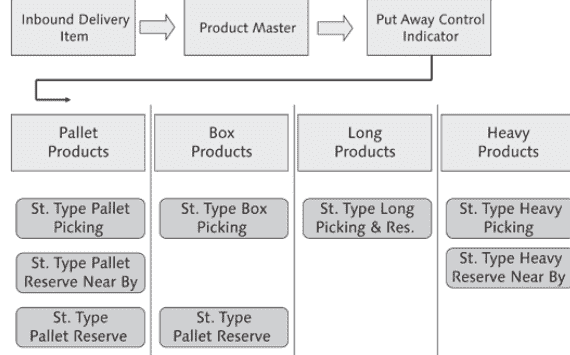 Inbound Delivery
Item
Product Master
Put Away Control
Indicator
Pallet
Products
Box
Products
Long
Products
Heavy
Products
St. Type Pallet
Picking
St. Type Box
Picking
St. Type Long
Picking & Res.
St. Type Heavy
Picking
St. Type Pallet
Reserve Near By
St. Type Heavy
Reserve Near By
St. Type
Pallet Reserve
St. Type
Pallet Reserve